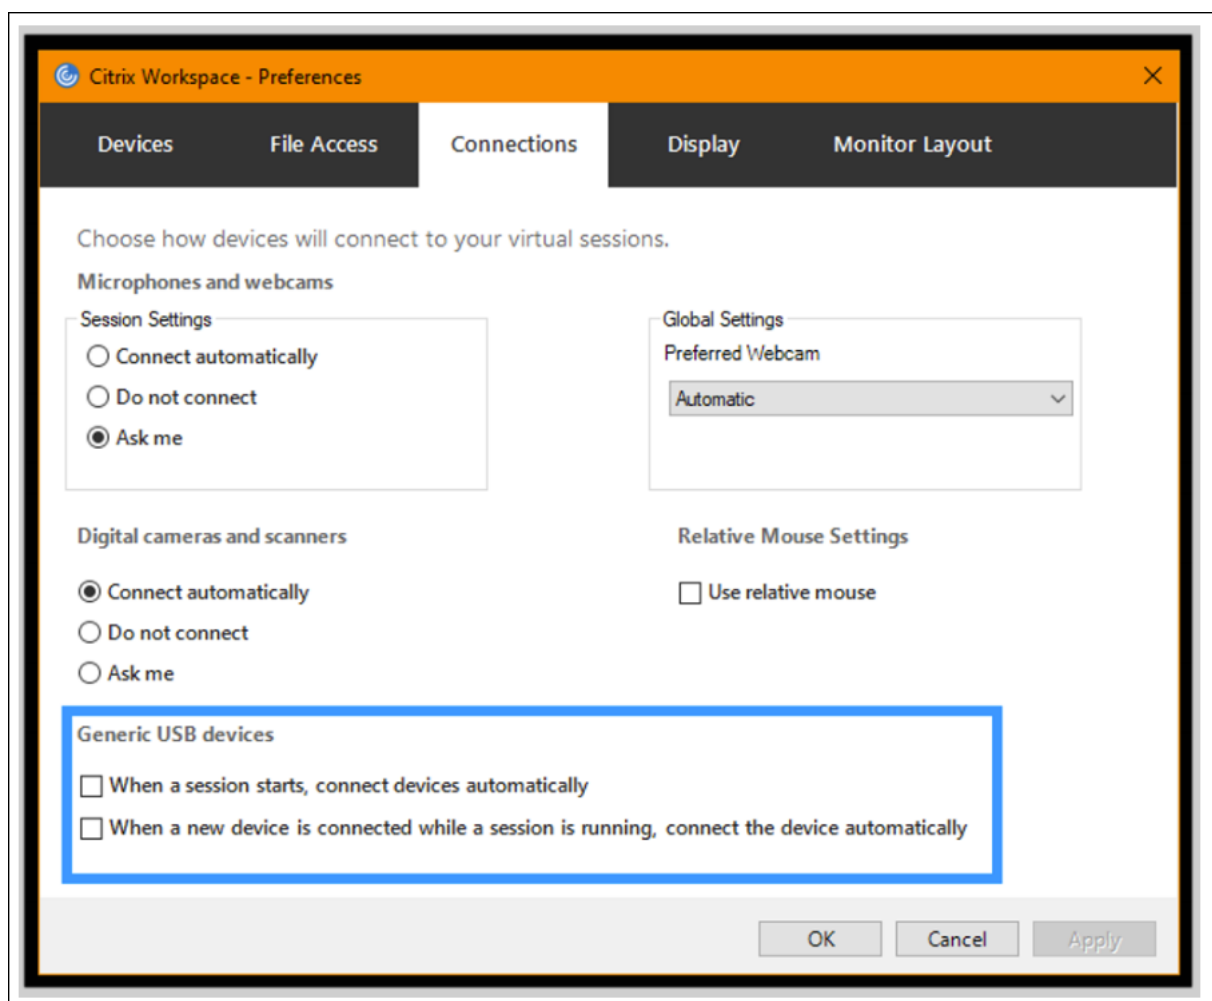 Citrix Workspace - Preferences
Devices File Access Connections Display Monitor Layout
Choose how devices will connect to your virtual sessions.
Microphones and webcams
Session Settings
Connect automatically
Do not connect
Ask me
Global Settings
Preferred Webcam
Automatic
Digital cameras and scanners
Connect automatically
Do not connect
Ask me
Relative Mouse Settings
Use relative mouse
Generic USB devices
When a session starts, connect devices automatically
When a new device is connected while a session is running, connect the device automatically
OK Cancel Apply